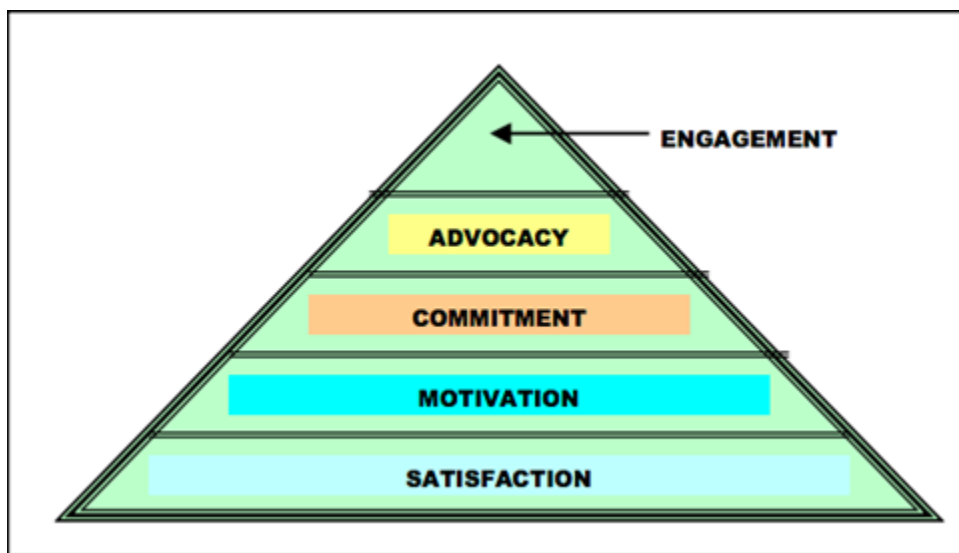 ENGAGEMENT
ADVOCACY
COMMITMENT
MOTIVATION
SATISFACTION